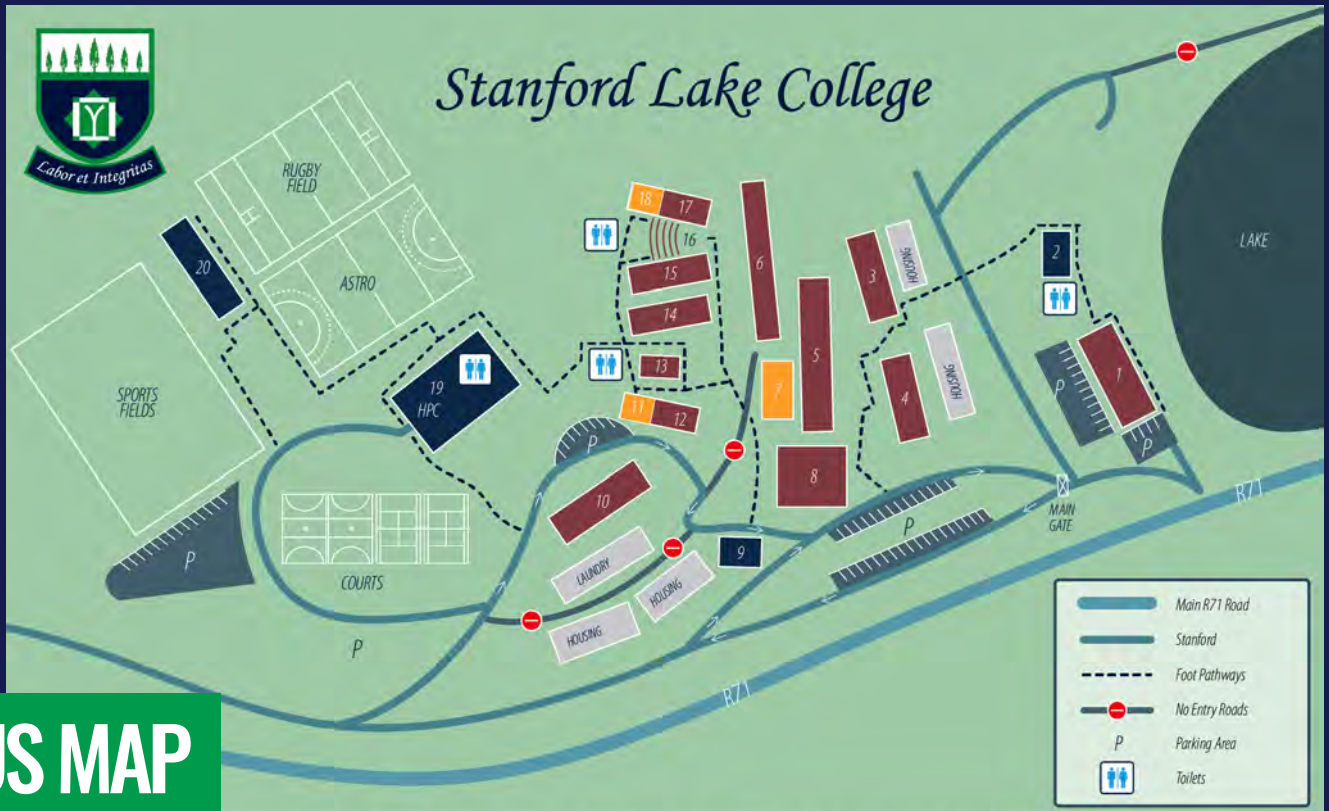 Stanford Lake College
Labor et Integritas
RUGBY
FIELD
H
H
20
ASTRO
SPORTS
FIELDS
19
HPC
18
17
16
15
14
13
11
12
6
5
7
8
3
HOUSING
4
HOUSING
2
1
P
P
LAKE
P
10
LAUNDRY
HOUSING
HOUSING
9
P
MAIN
GATE
R71
COURTS
P
P
R71
Main R71 Road
Stanford
Foot Pathways
No Entry Roads
P
Parking Area
Toilets
US MAP